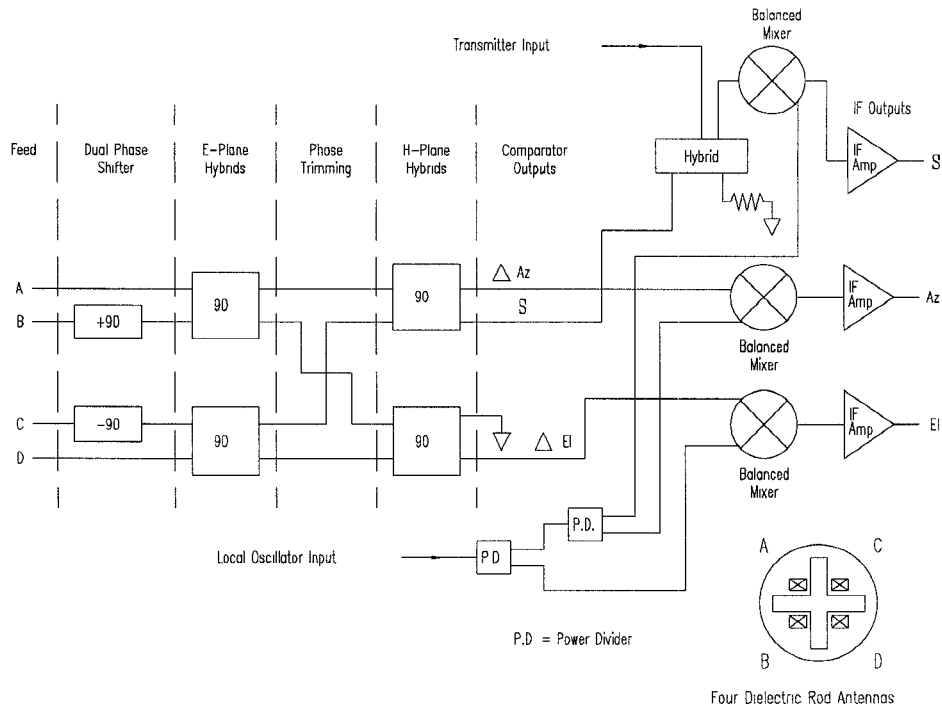 Balanced
Mixer
Transmitter Input
IF Outputs
Feed
Dual Phase
Shifter
E-Plane
Hybrids
Phase
Trimming
H-Plane
Hybrids
Comparator
Outputs
Hybrid
IF
Amp
S
A
90
90
△ Az
IF
Amp
Az
B
+90
S
Balanced
Mixer
C
-90
90
90
△ El
IF
Amp
El
D
Balanced
Mixer
P.D.
Local Oscillator Input
P D
A
C
P.D = Power Divider
B
D
Four Dielectric Rod Antennas